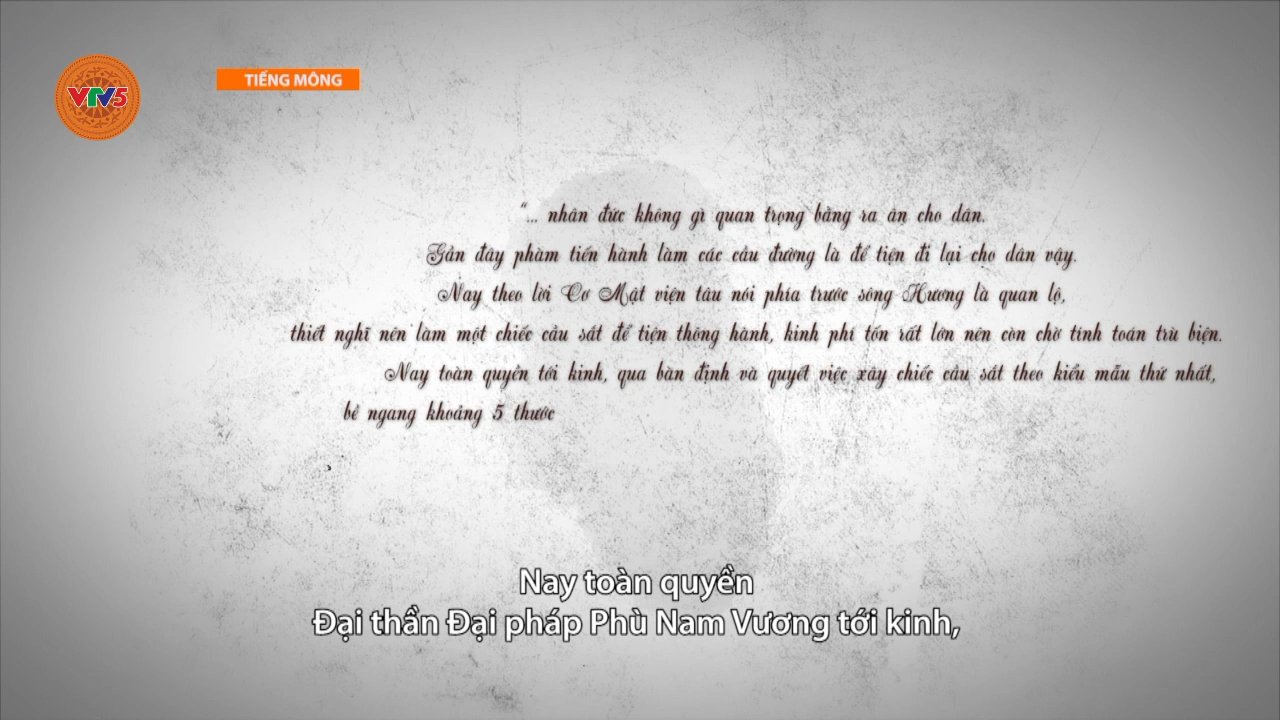 VTV5
TIẾNG MÔNG
“... nhân đức không gì quan trọng bằng ra ân cho dân.
Gần đây phàm tiến hành làm các cầu đường là để tiện đi lại cho dân vậy.
Nay theo lời Cơ Mật viện tâu nói phía trước sông Hương là quan lộ,
thiết nghĩ nên làm một chiếc cầu sắt để tiện thông hành, kinh phí tốn rất lớn nên còn chờ tính toán trù biện.
Nay toàn quyền tới kinh, qua bàn định và quyết việc xây chiếc cầu sắt theo kiểu mẫu thứ nhất,
bề ngang khoảng 5 thước
Nay toàn quyền
Đại thần Đại pháp Phù Nam Vương tới kinh,